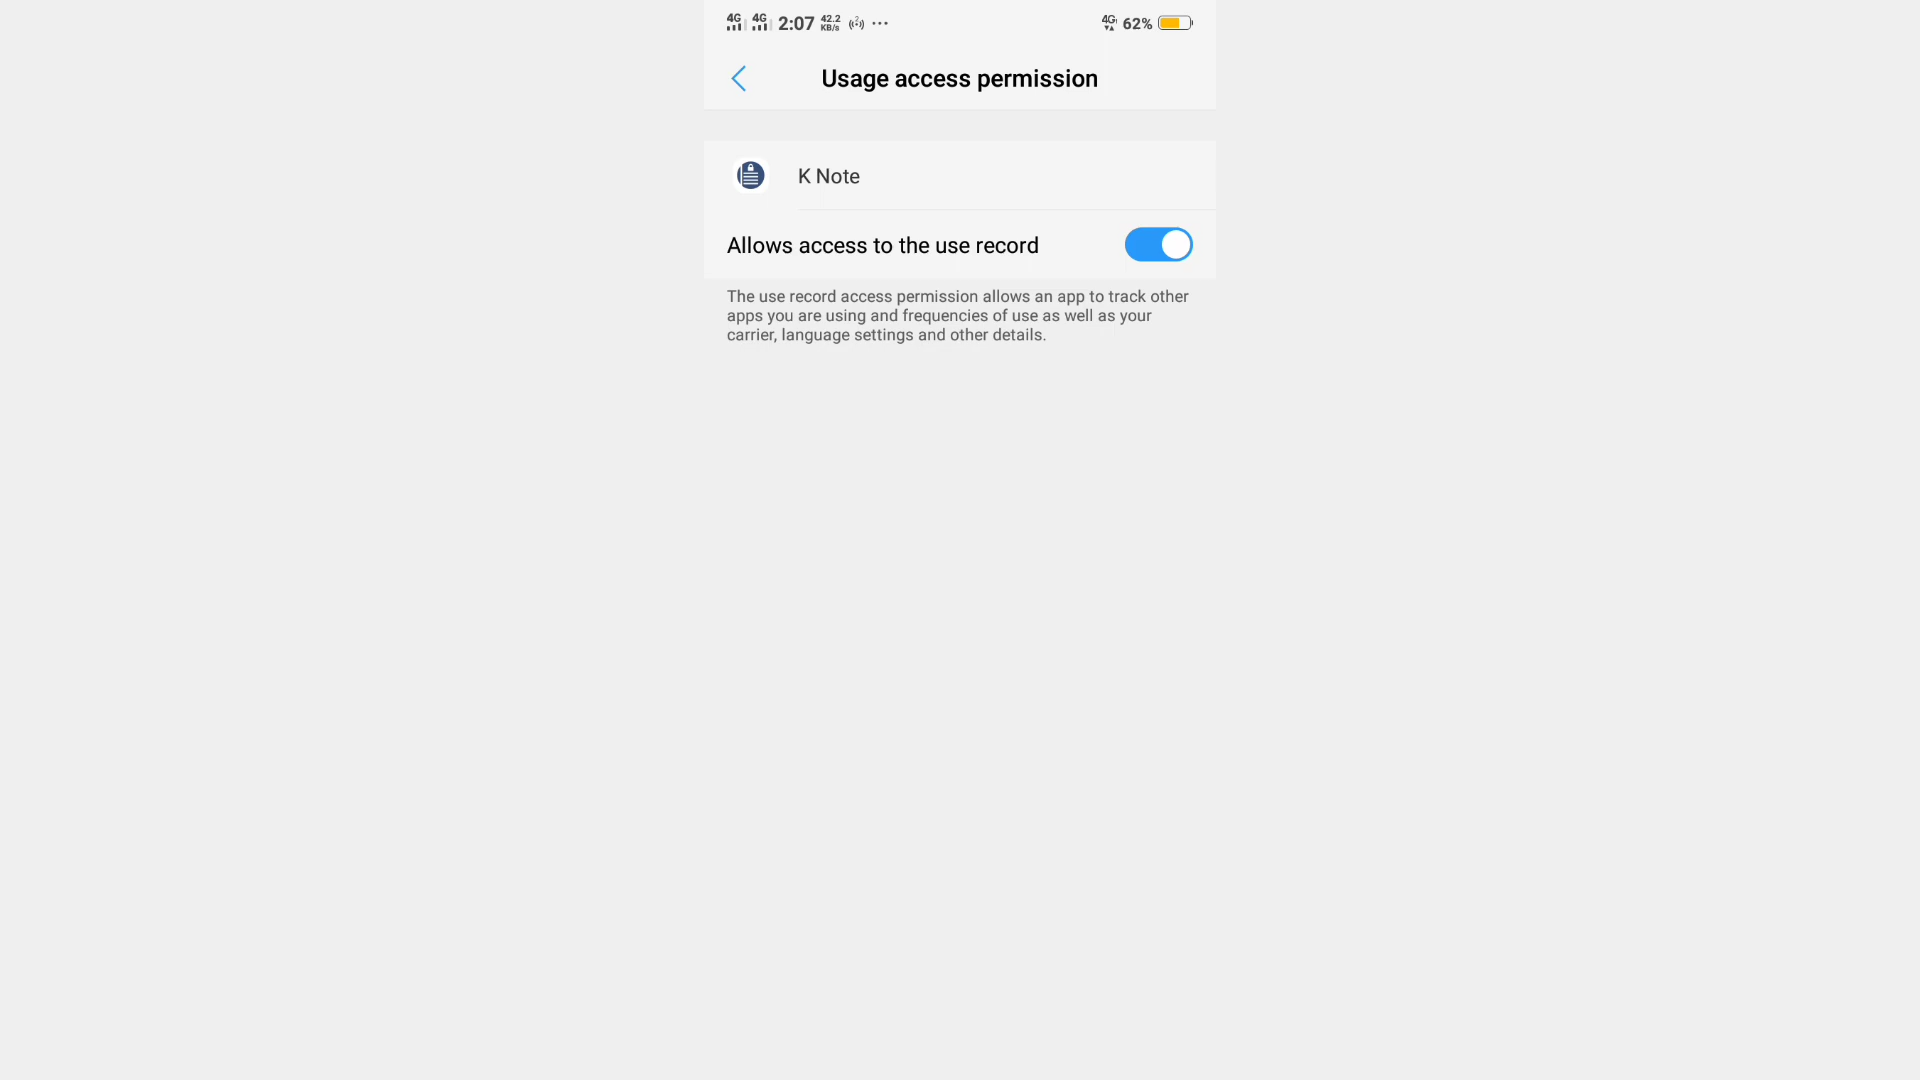 4G 4G 2:07 42.2 KB/s 2 ... 4G 62%
Usage access permission
K Note
Allows access to the use record
The use record access permission allows an app to track other
apps you are using and frequencies of use as well as your
carrier, language settings and other details.